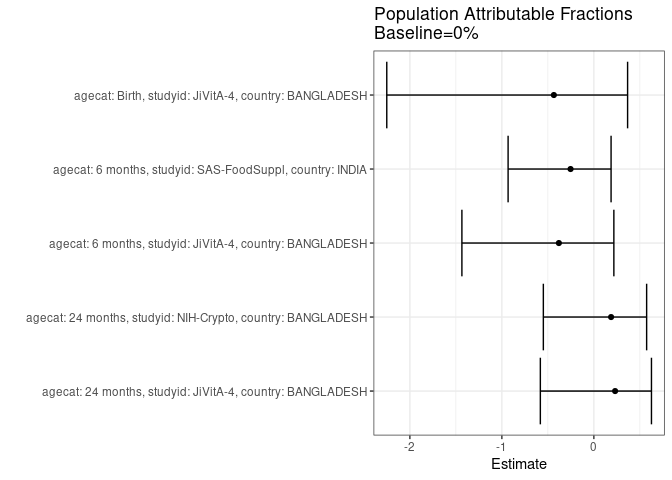 Population Attributable Fractions
Baseline=0%
agecat: Birth, studyid: JiVitA-4, country: BANGLADESH
agecat: 6 months, studyid: SAS-FoodSuppl, country: INDIA
agecat: 6 months, studyid: JiVitA-4, country: BANGLADESH
agecat: 24 months, studyid: NIH-Crypto, country: BANGLADESH
agecat: 24 months, studyid: JiVitA-4, country: BANGLADESH
-2 -1 0
Estimate